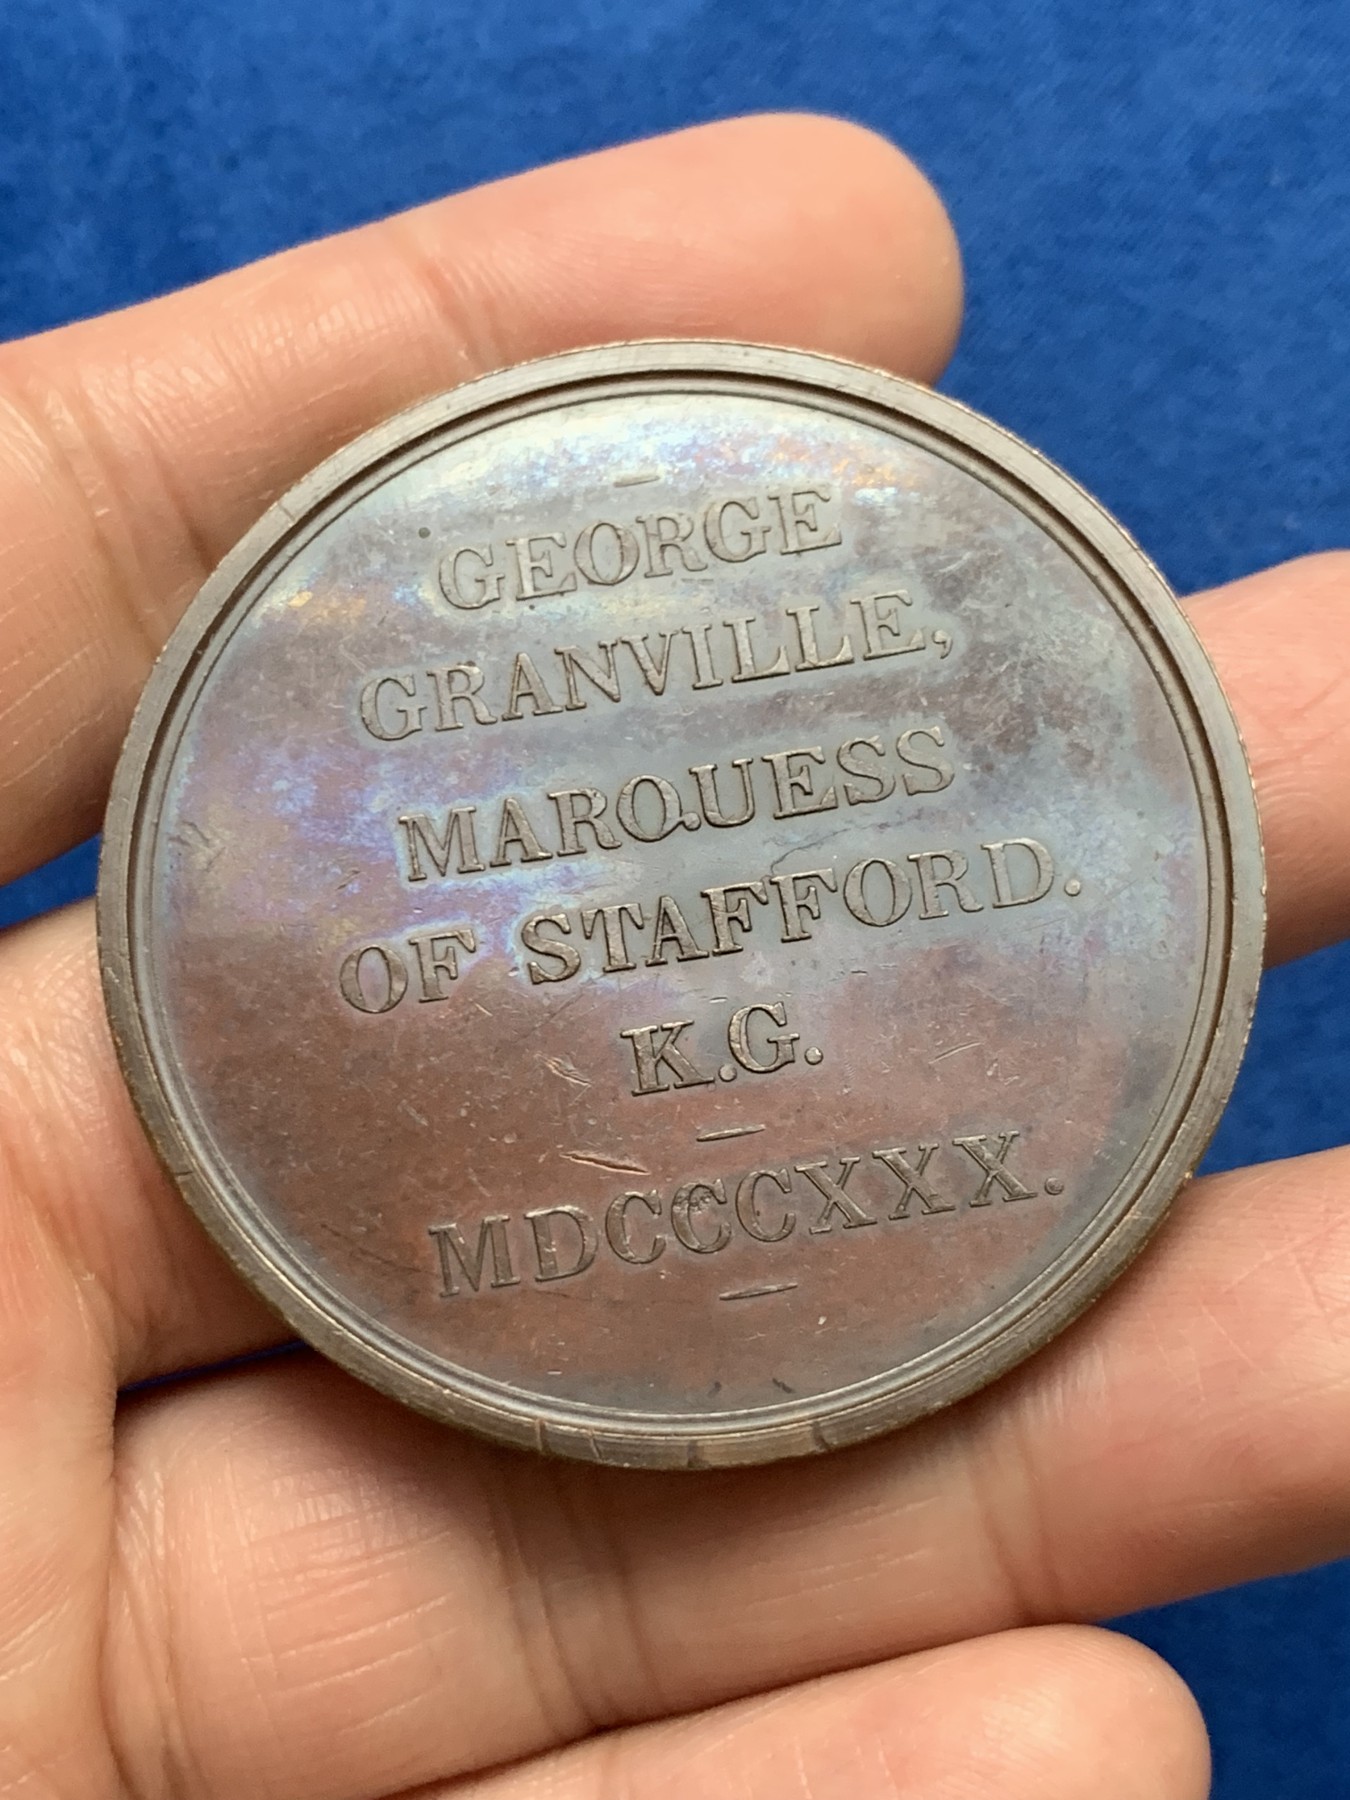 GEORGE
GRANVILLE,
MARQUESS
OF STAFFORD.
K.G.
MDCCCXXX.